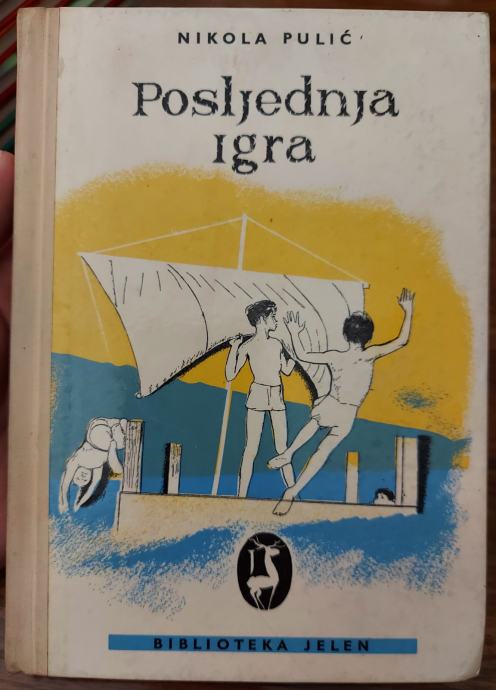 NIKOLA PULIĆ
Posljednja
igra
BIBLIOTEKA JELEN